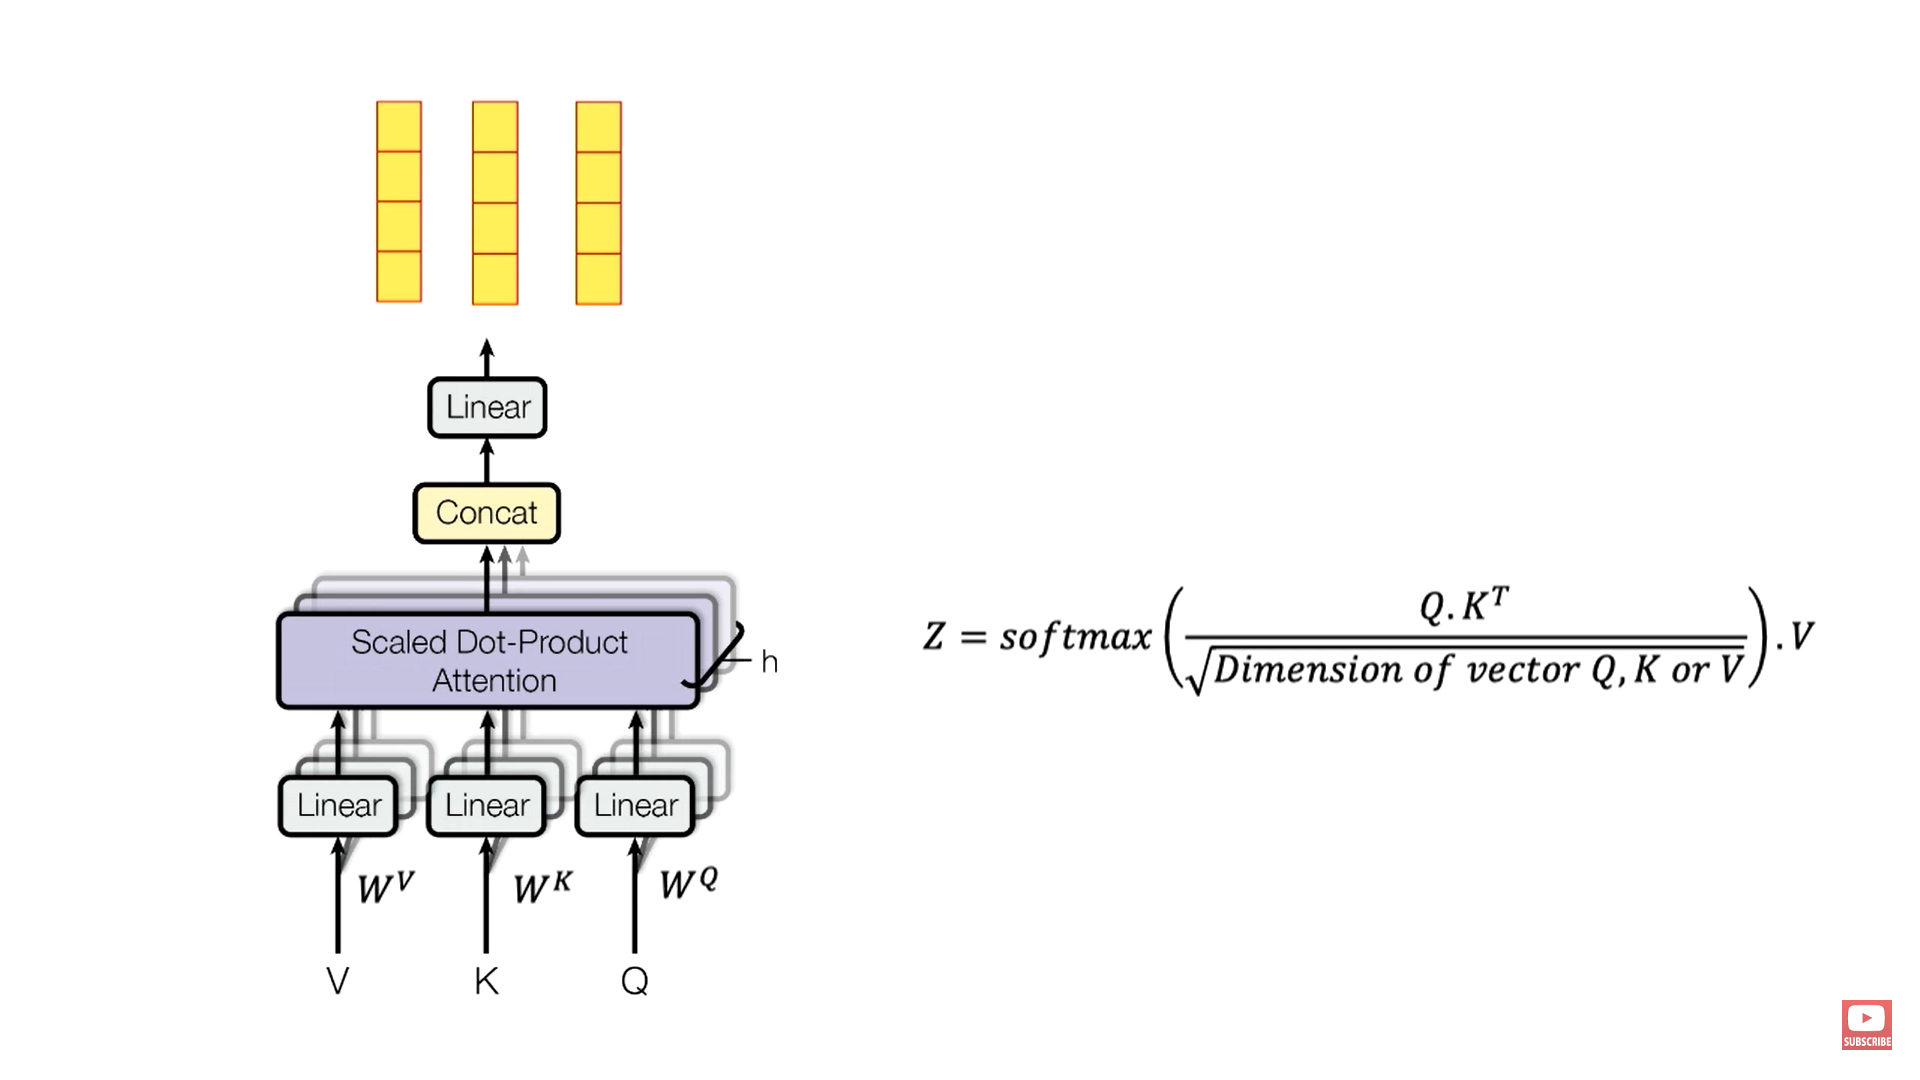 Linear
Concat
Scaled Dot-Product
Attention
h
Linear Linear Linear
W^V W^K W^Q
V K Q
Z = softmax ( Q.K^T / √Dimension of vector Q, K or V ) . V
SUBSCRIBE